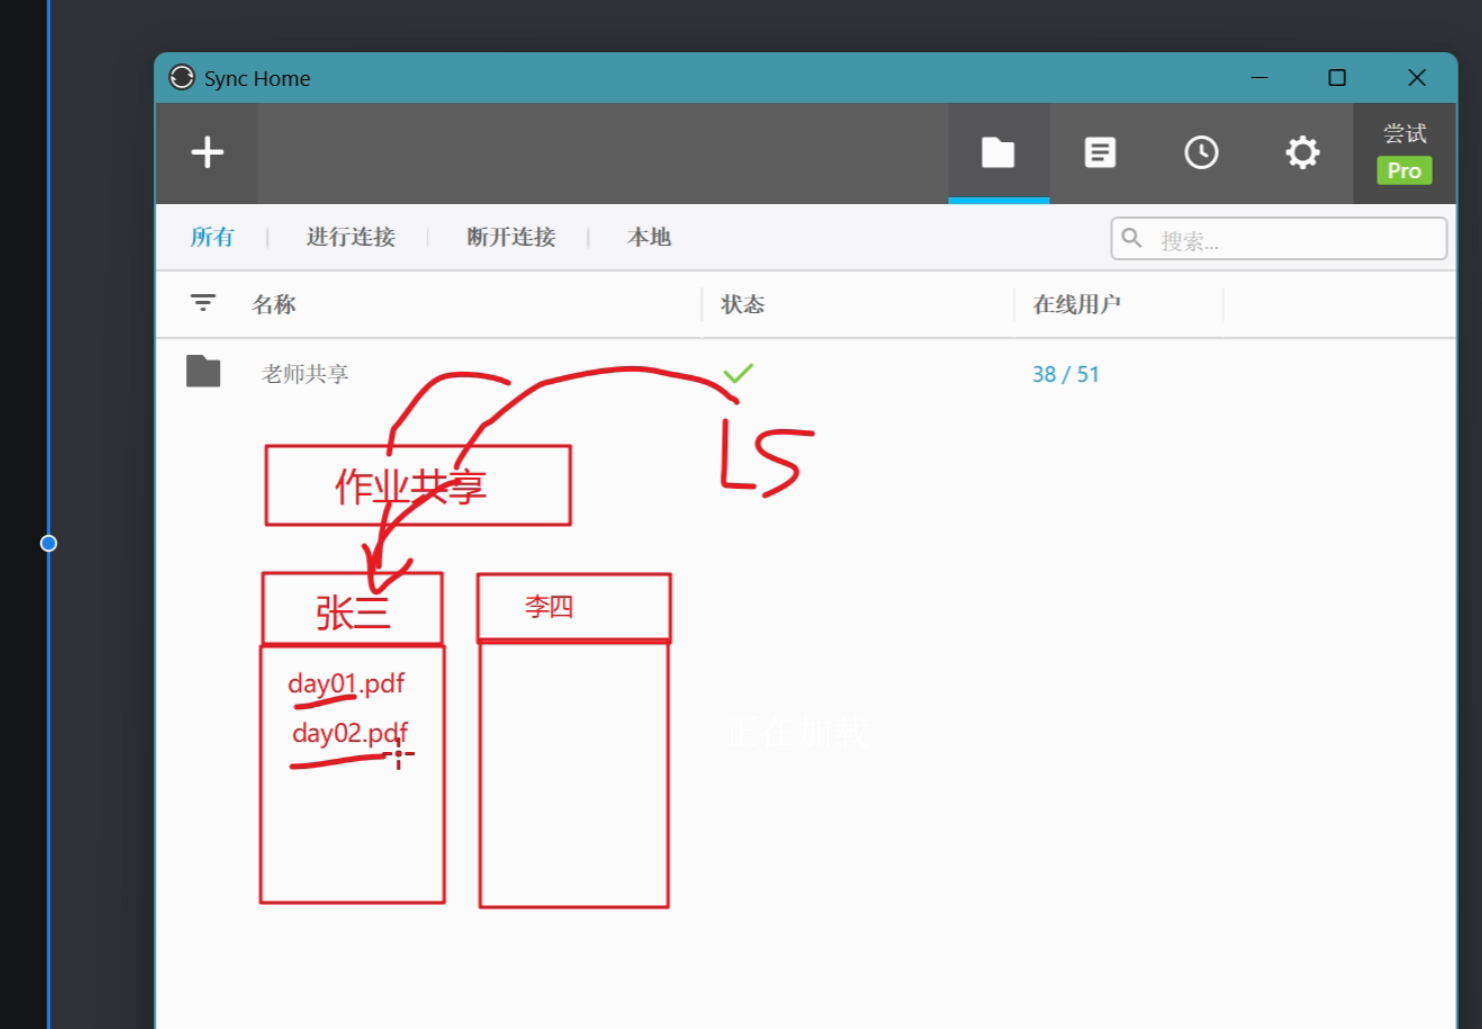 Sync Home
尝试
Pro
所有 进行连接 断开连接 本地 搜索...
名称 状态 在线用户
老师共享 38 / 51
LS
作业共享
张三 李四
day01.pdf
day02.pdf
正在加载